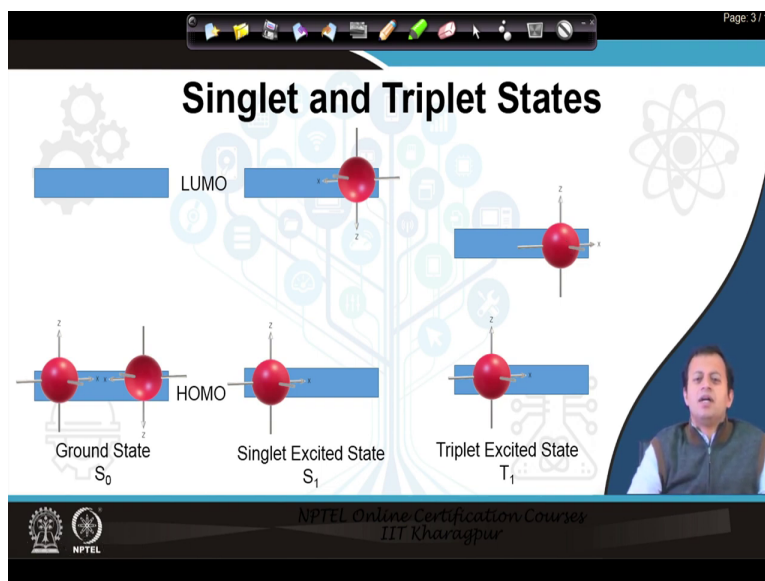 Page: 3 / 1
Singlet and Triplet States
LUMO
x
z
z
x
z
z
z
z
x
x
x
x
HOMO
z
Ground State
S₀
Singlet Excited State
S₁
Triplet Excited State
T₁
NPTEL
NPTEL Online Certification Courses
IIT Kharagpur